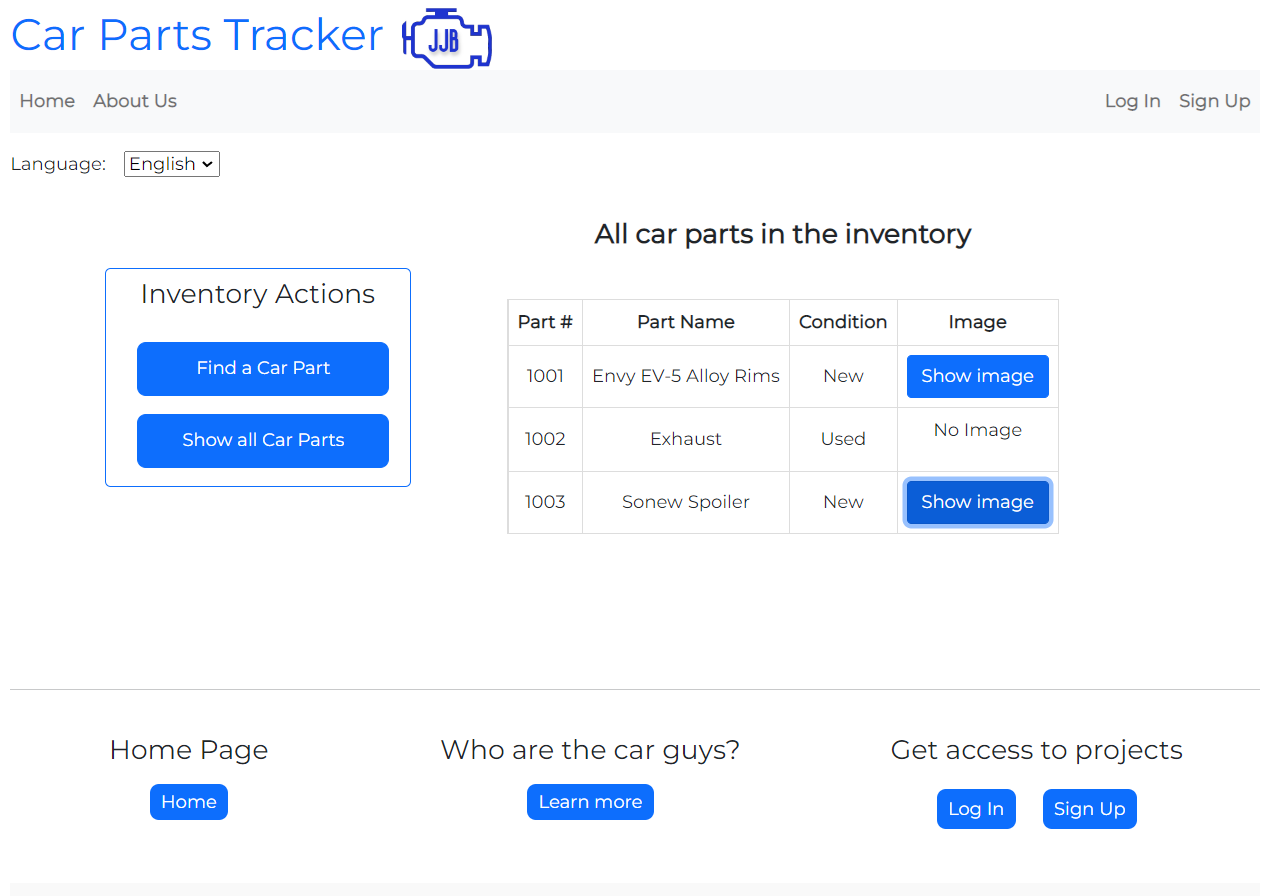 Car Parts Tracker JJB
Home About Us Log In Sign Up
Language: English
All car parts in the inventory
Inventory Actions
Find a Car Part
Show all Car Parts
Part # Part Name Condition Image
1001 Envy EV-5 Alloy Rims New Show image
1002 Exhaust Used No Image
1003 Sonew Spoiler New Show image
Home Page Who are the car guys? Get access to projects
Home Learn more Log In Sign Up